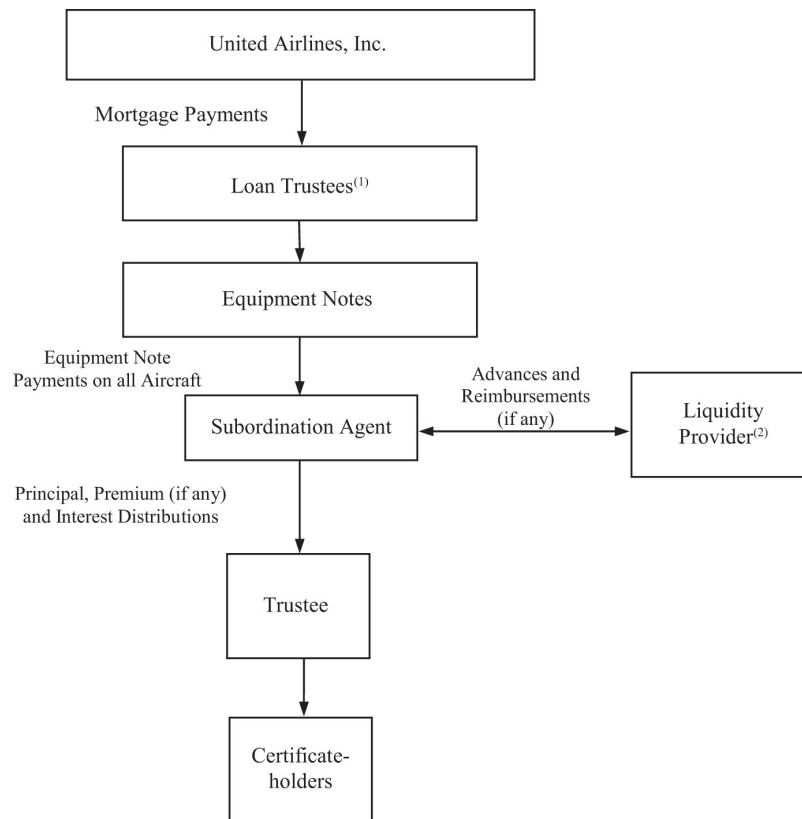 United Airlines, Inc.
Mortgage Payments
Loan Trustees(1)
Equipment Notes
Equipment Note
Payments on all Aircraft
Advances and
Reimbursements
(if any)
Subordination Agent
Liquidity
Provider(2)
Principal, Premium (if any)
and Interest Distributions
Trustee
Certificate-
holders